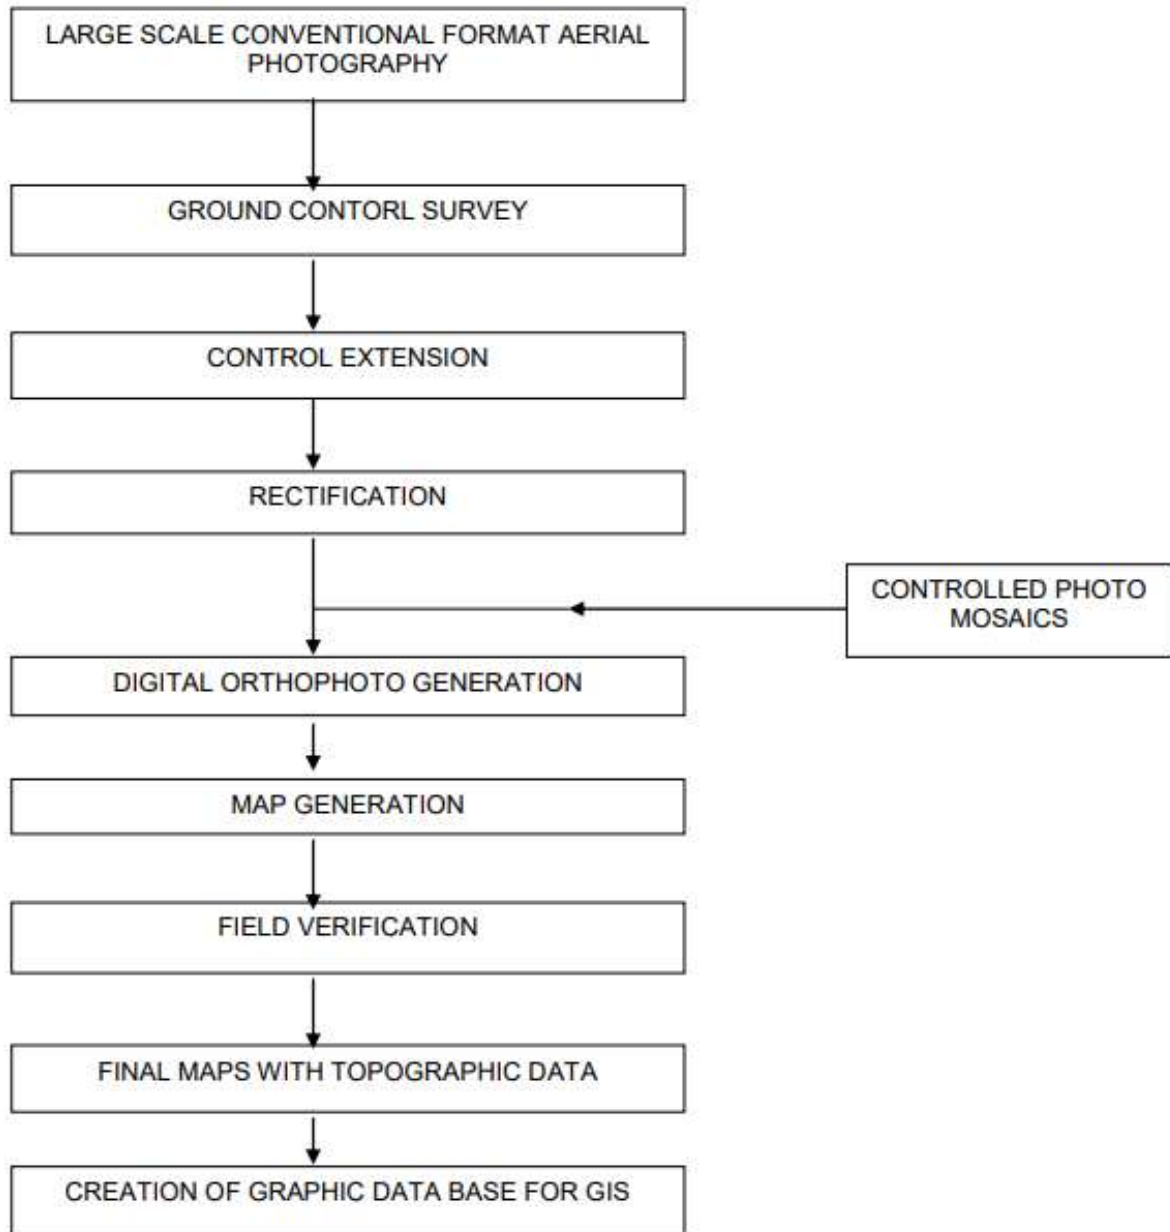 LARGE SCALE CONVENTIONAL FORMAT AERIAL
PHOTOGRAPHY
GROUND CONTORL SURVEY
CONTROL EXTENSION
RECTIFICATION
CONTROLLED PHOTO
MOSAICS
DIGITAL ORTHOPHOTO GENERATION
MAP GENERATION
FIELD VERIFICATION
FINAL MAPS WITH TOPOGRAPHIC DATA
CREATION OF GRAPHIC DATA BASE FOR GIS